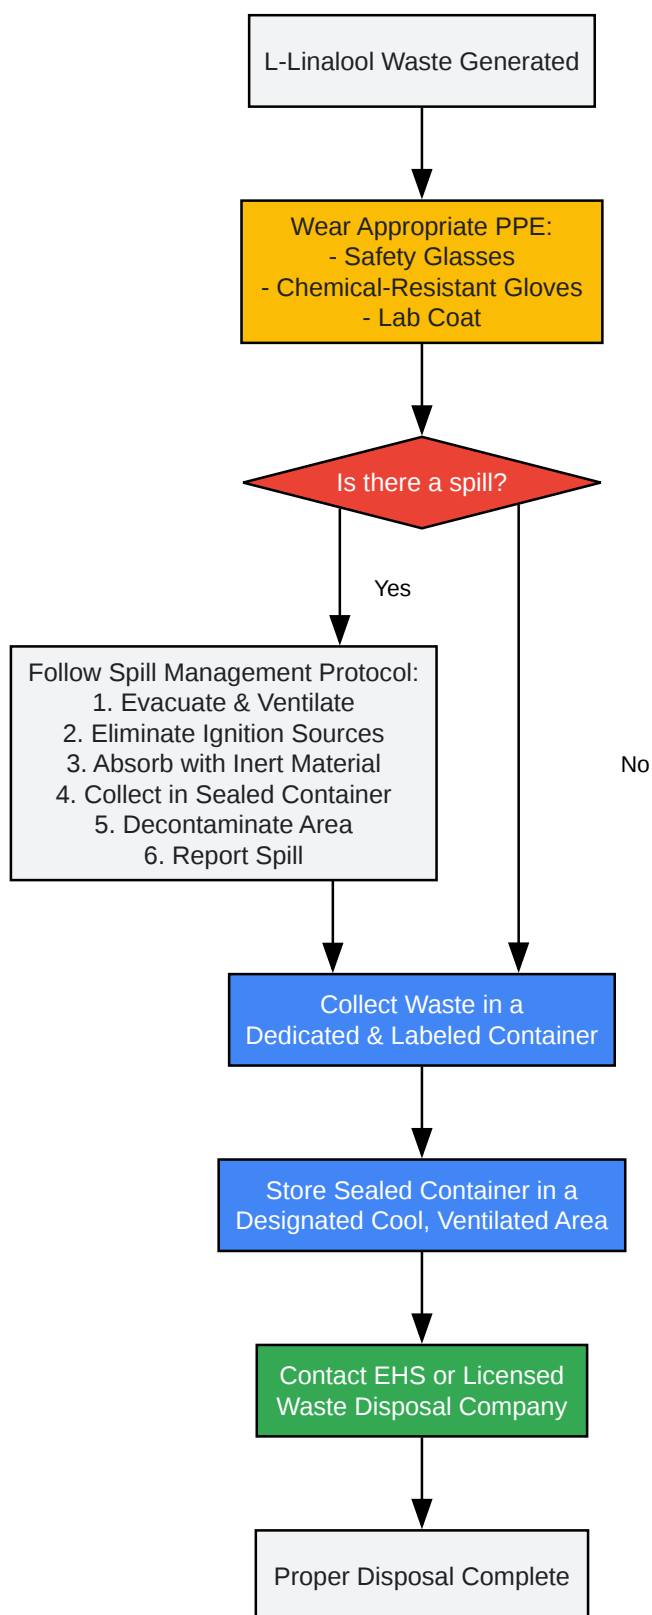 L-Linalool Waste Generated
Wear Appropriate PPE:
- Safety Glasses
- Chemical-Resistant Gloves
- Lab Coat
Is there a spill?
Yes
Follow Spill Management Protocol:
1. Evacuate & Ventilate
2. Eliminate Ignition Sources
3. Absorb with Inert Material
4. Collect in Sealed Container
5. Decontaminate Area
6. Report Spill
No
Collect Waste in a
Dedicated & Labeled Container
Store Sealed Container in a
Designated Cool, Ventilated Area
Contact EHS or Licensed
Waste Disposal Company
Proper Disposal Complete